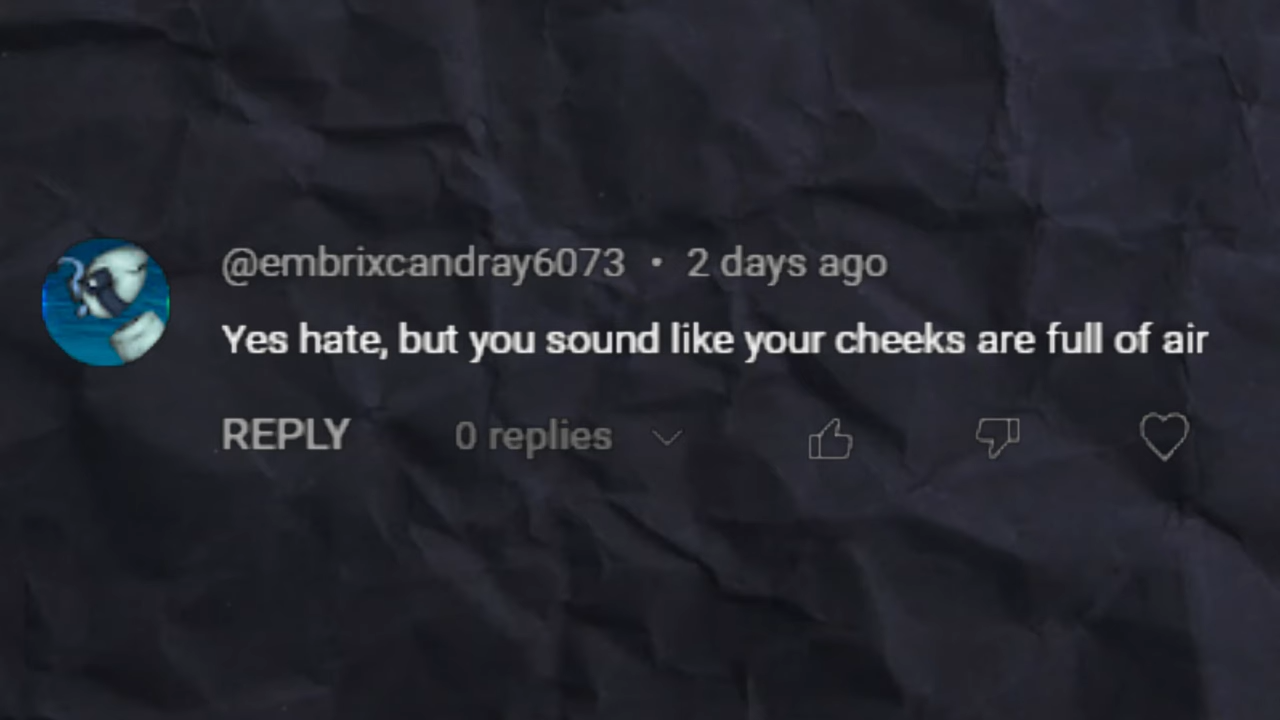 @embrixcandray6073 • 2 days ago
Yes hate, but you sound like your cheeks are full of air
REPLY 0 replies